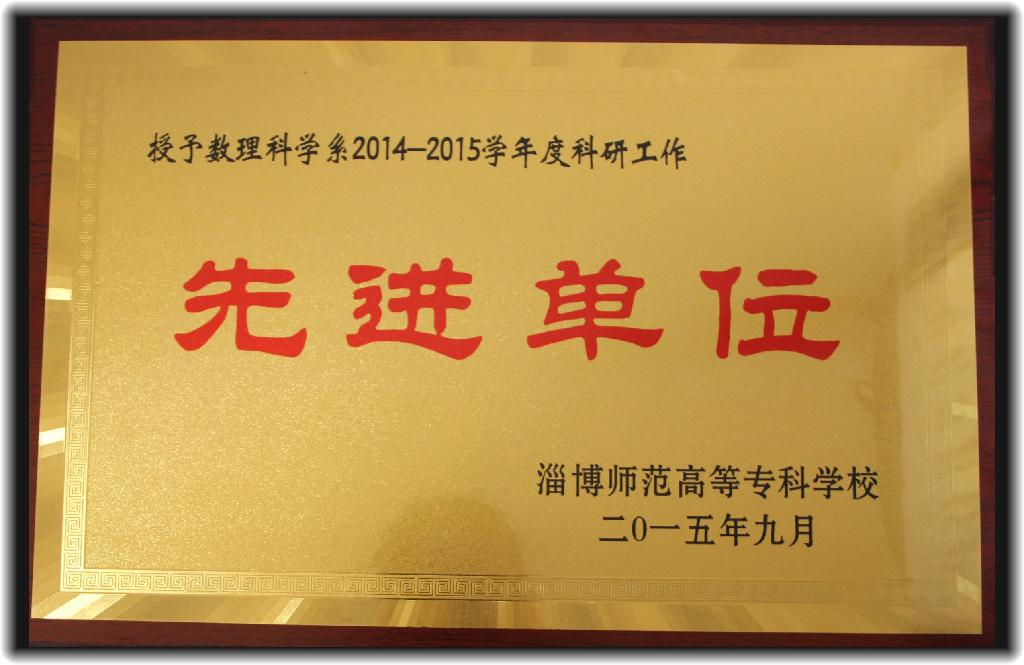 授予数理科学系2014—2015学年度科研工作
先进单位
淄博师范高等专科学校
二0一五年九月